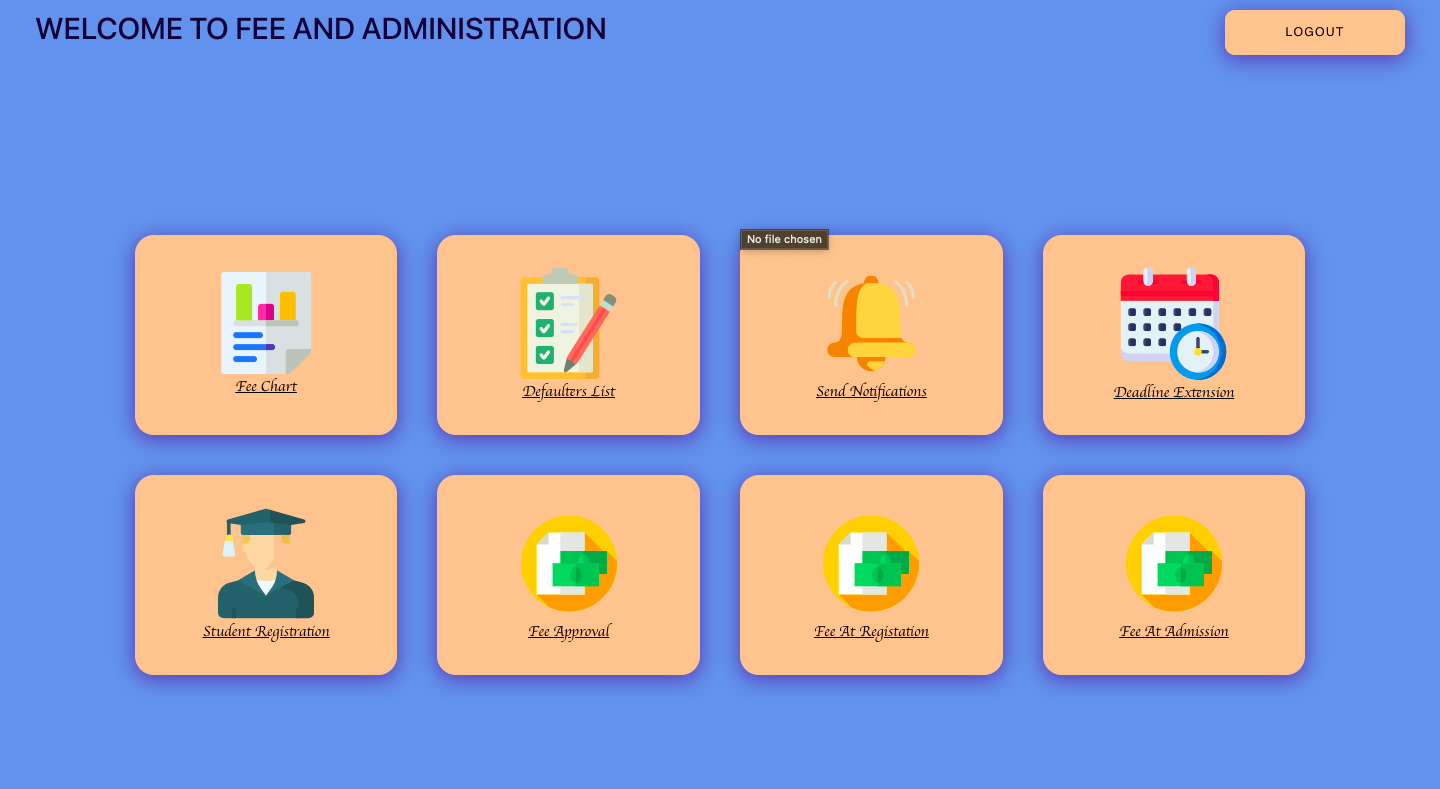 WELCOME TO FEE AND ADMINISTRATION
LOGOUT
No file chosen
Fee Chart
Defaulters List
Send Notifications
Deadline Extension
Student Registration
Fee Approval
Fee At Registation
Fee At Admission